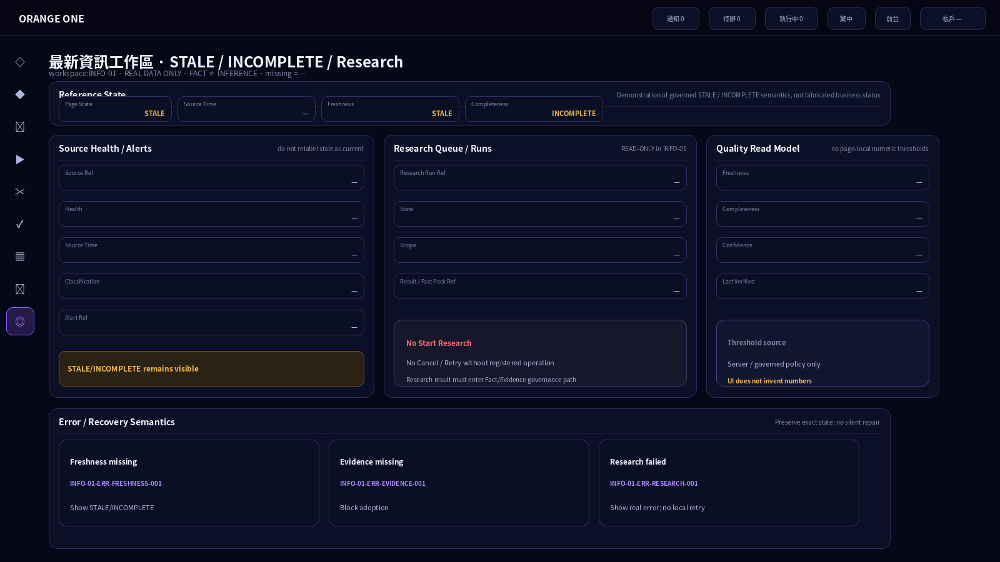 ORANGE ONE
通知 0
待辦 0
執行中 0
繁中
前台
帳戶 —
最新資訊工作區 · STALE / INCOMPLETE / Research
workspace:INFO-01 · REAL DATA ONLY · FACT ≠ INFERENCE · missing = —
Reference State
Demonstration of governed STALE / INCOMPLETE semantics, not fabricated business status
Page State
STALE
Source Time
—
Freshness
STALE
Completeness
INCOMPLETE
Source Health / Alerts
do not relabel stale as current
Source Ref
—
Health
—
Source Time
—
Classification
—
Alert Ref
—
STALE/INCOMPLETE remains visible
Research Queue / Runs
READ-ONLY in INFO-01
Research Run Ref
—
State
—
Scope
—
Result / Fact Pack Ref
—
No Start Research
No Cancel / Retry without registered operation
Research result must enter Fact/Evidence governance path
Quality Read Model
no page-local numeric thresholds
Freshness
—
Completeness
—
Confidence
—
Last Verified
—
Threshold source
Server / governed policy only
UI does not invent numbers
Error / Recovery Semantics
Preserve exact state; no silent repair
Freshness missing
INFO-01-ERR-FRESHNESS-001
Show STALE/INCOMPLETE
Evidence missing
INFO-01-ERR-EVIDENCE-001
Block adoption
Research failed
INFO-01-ERR-RESEARCH-001
Show real error; no local retry